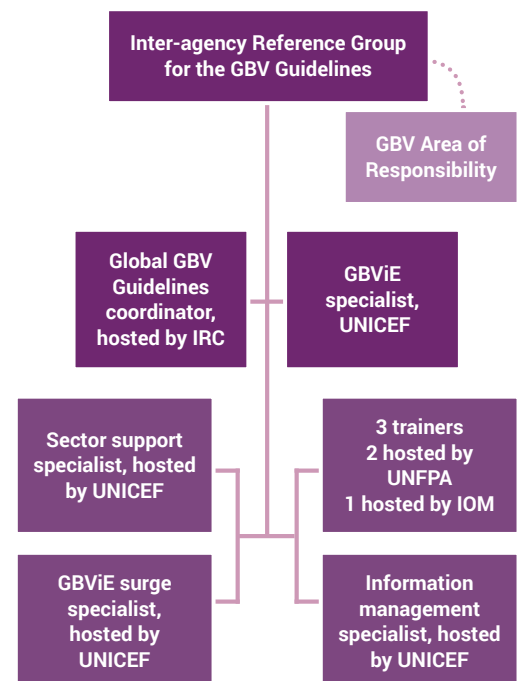 Inter-agency Reference Group
for the GBV Guidelines
GBV Area of
Responsibility
Global GBV
Guidelines
coordinator,
hosted by IRC
GBViE
specialist,
UNICEF
Sector support
specialist, hosted
by UNICEF
3 trainers
2 hosted by
UNFPA
1 hosted by IOM
GBViE surge
specialist,
hosted by
UNICEF
Information
management
specialist, hosted
by UNICEF